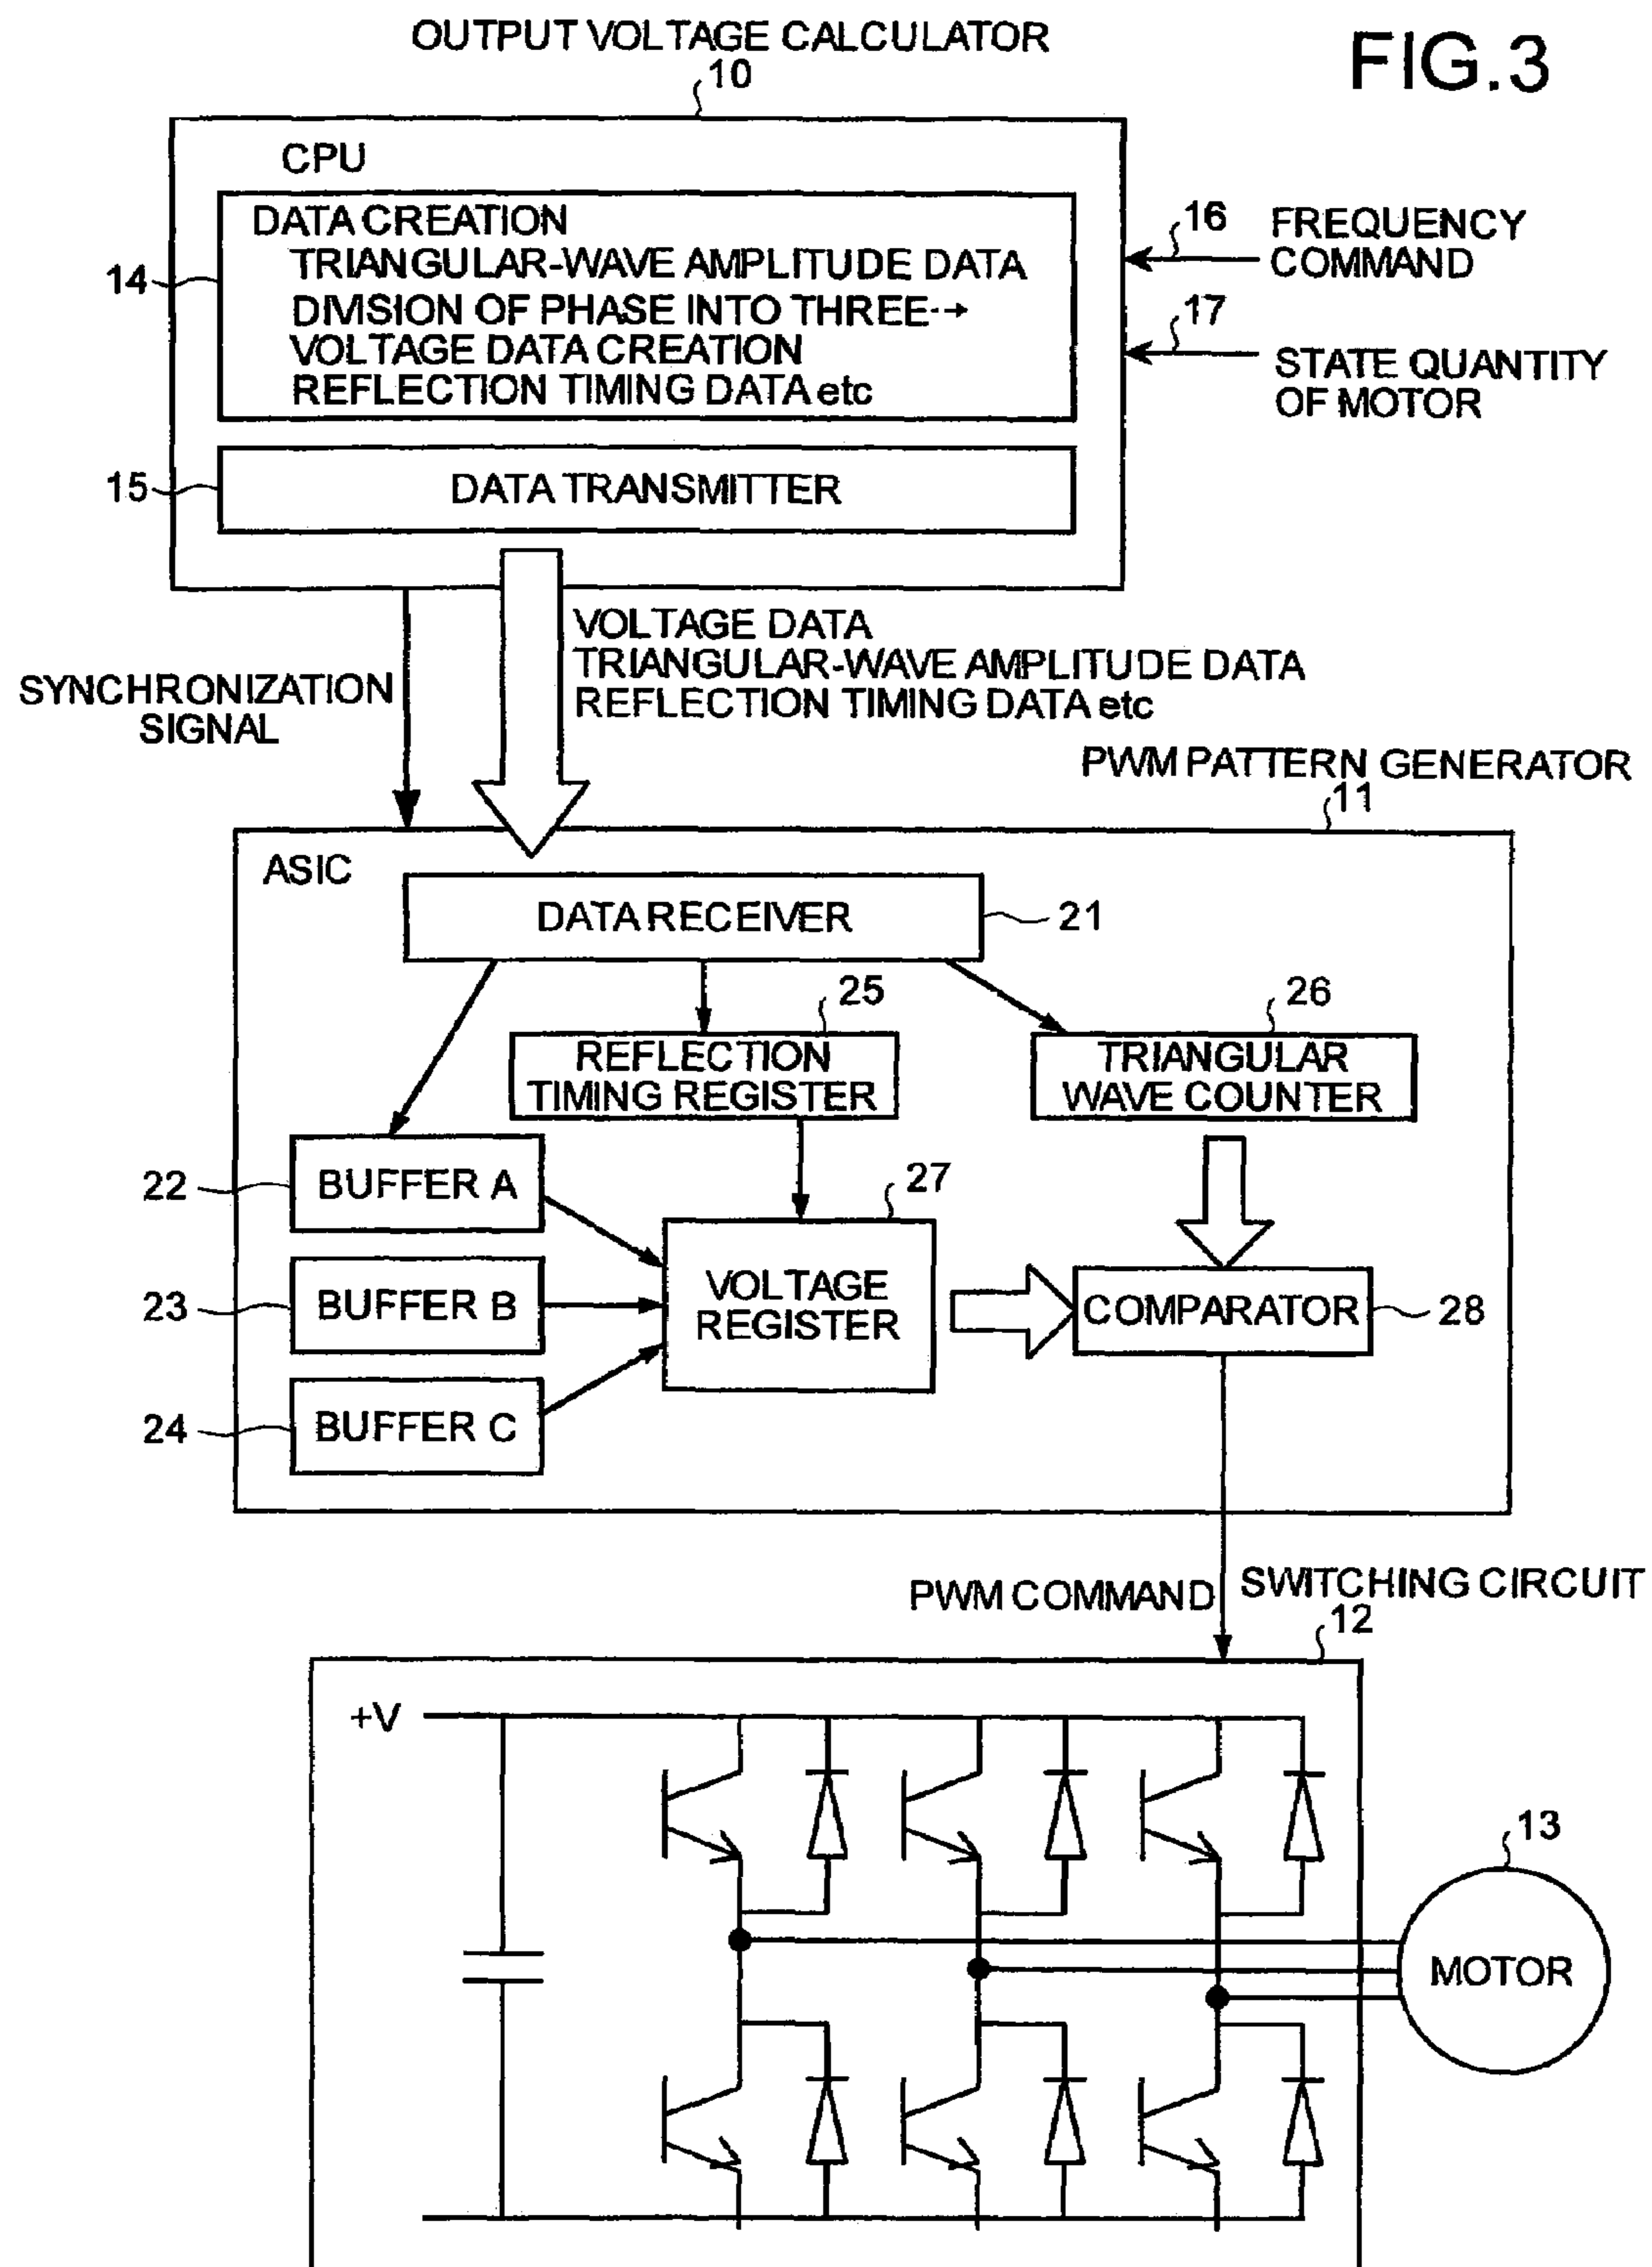 OUTPUT VOLTAGE CALCULATOR
10
FIG.3
CPU
DATA CREATION
TRIANGULAR-WAVE AMPLITUDE DATA
DIVISION OF PHASE INTO THREE→
VOLTAGE DATA CREATION
REFLECTION TIMING DATA etc
14
16
FREQUENCY
COMMAND
17
STATE QUANTITY
OF MOTOR
15
DATA TRANSMITTER
SYNCHRONIZATION
SIGNAL
VOLTAGE DATA
TRIANGULAR-WAVE AMPLITUDE DATA
REFLECTION TIMING DATA etc
PWM PATTERN GENERATOR
11
ASIC
DATA RECEIVER
21
25
REFLECTION
TIMING REGISTER
26
TRIANGULAR
WAVE COUNTER
22
BUFFER A
27
23
BUFFER B
VOLTAGE
REGISTER
COMPARATOR
28
24
BUFFER C
PWM COMMAND
SWITCHING CIRCUIT
12
+V
13
MOTOR